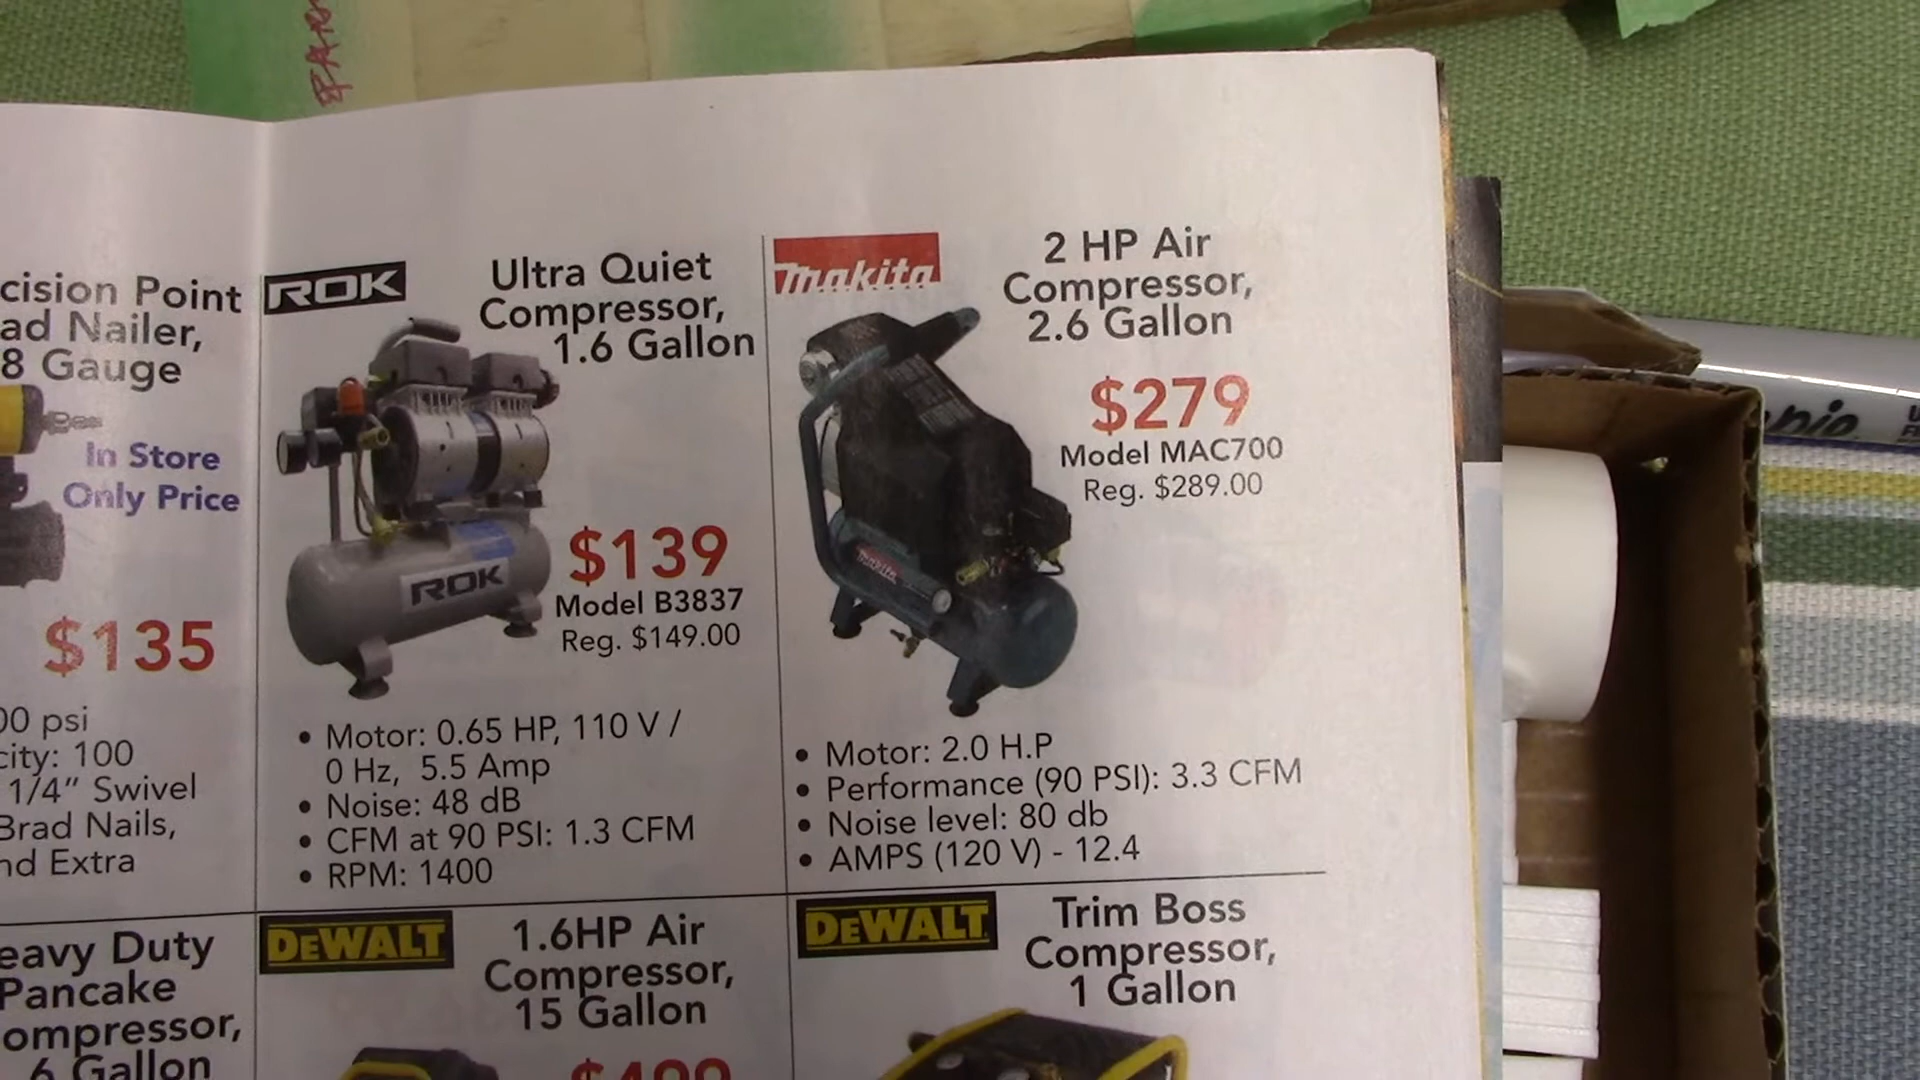 cision Point
ad Nailer,
8 Gauge
In Store
Only Price
$135
00 psi
city: 100
1/4” Swivel
Brad Nails,
nd Extra
ROK
Ultra Quiet
Compressor,
1.6 Gallon
ROK
$139
Model B3837
Reg. $149.00
• Motor: 0.65 HP, 110 V /
0 Hz, 5.5 Amp
• Noise: 48 dB
• CFM at 90 PSI: 1.3 CFM
• RPM: 1400
makita
2 HP Air
Compressor,
2.6 Gallon
$279
Model MAC700
Reg. $289.00
makita
• Motor: 2.0 H.P
• Performance (90 PSI): 3.3 CFM
• Noise level: 80 db
• AMPS (120 V) - 12.4
eavy Duty
Pancake
ompressor,
6 Gallon
DEWALT
1.6HP Air
Compressor,
15 Gallon
DEWALT
Trim Boss
Compressor,
1 Gallon